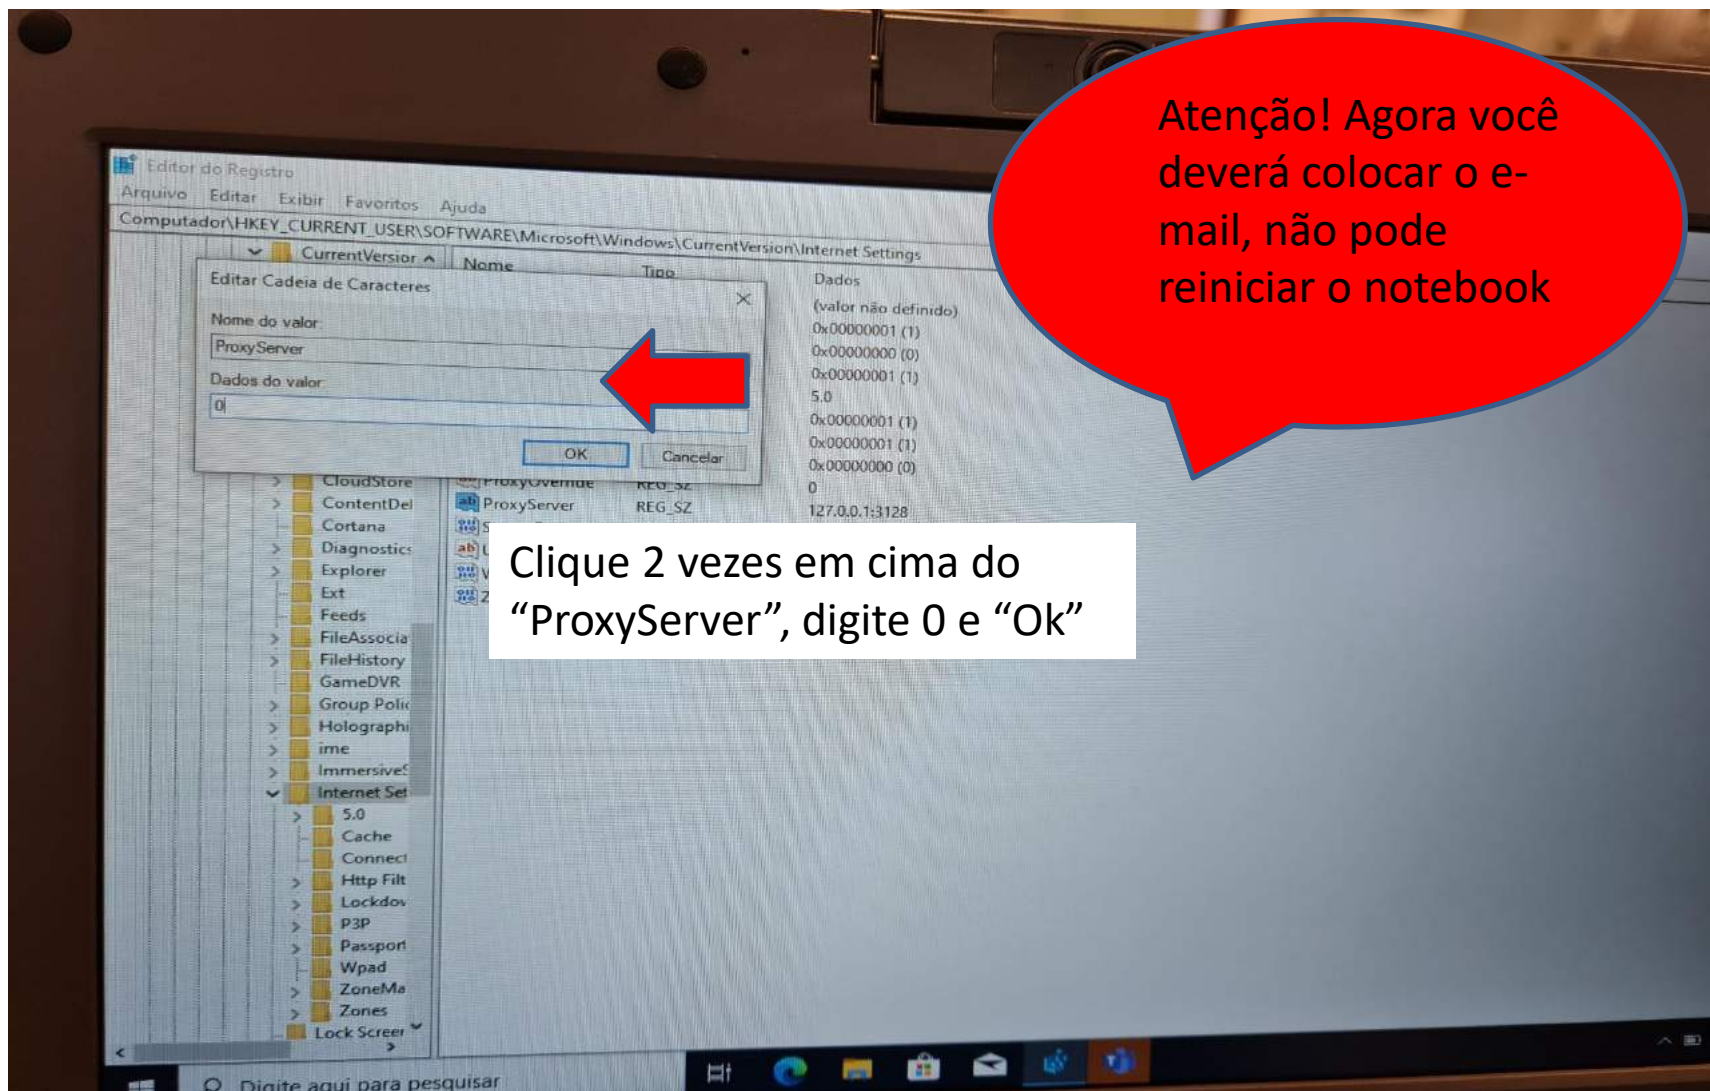 Atenção! Agora você
deverá colocar o e-
mail, não pode
reiniciar o notebook
Editor do Registro
Arquivo Editar Exibir Favoritos Ajuda
Computador\HKEY_CURRENT_USER\SOFTWARE\Microsoft\Windows\CurrentVersion\Internet Settings
CurrentVersior Nome Tipo Dados
Editar Cadeia de Caracteres
(valor não definido)
Nome do valor:
0x00000001 (1)
ProxyServer
0x00000000 (0)
Dados do valor:
0x00000001 (1)
0
5.0
0x00000001 (1)
0x00000001 (1)
OK Cancelar
0x00000000 (0)
CloudStore ProxyOverride REG_SZ 0
ContentDel ProxyServer REG_SZ 127.0.0.1:3128
Cortana
Diagnostics
Explorer
Ext
Feeds
FileAssocia
FileHistory
GameDVR
Group Polic
Holographi
ime
ImmersiveS
Internet Set
5.0
Cache
Connect
Http Filt
Lockdov
P3P
Passport
Wpad
ZoneMa
Zones
Lock Screer
Clique 2 vezes em cima do
“ProxyServer”, digite 0 e “Ok”
Digite aqui para pesquisar